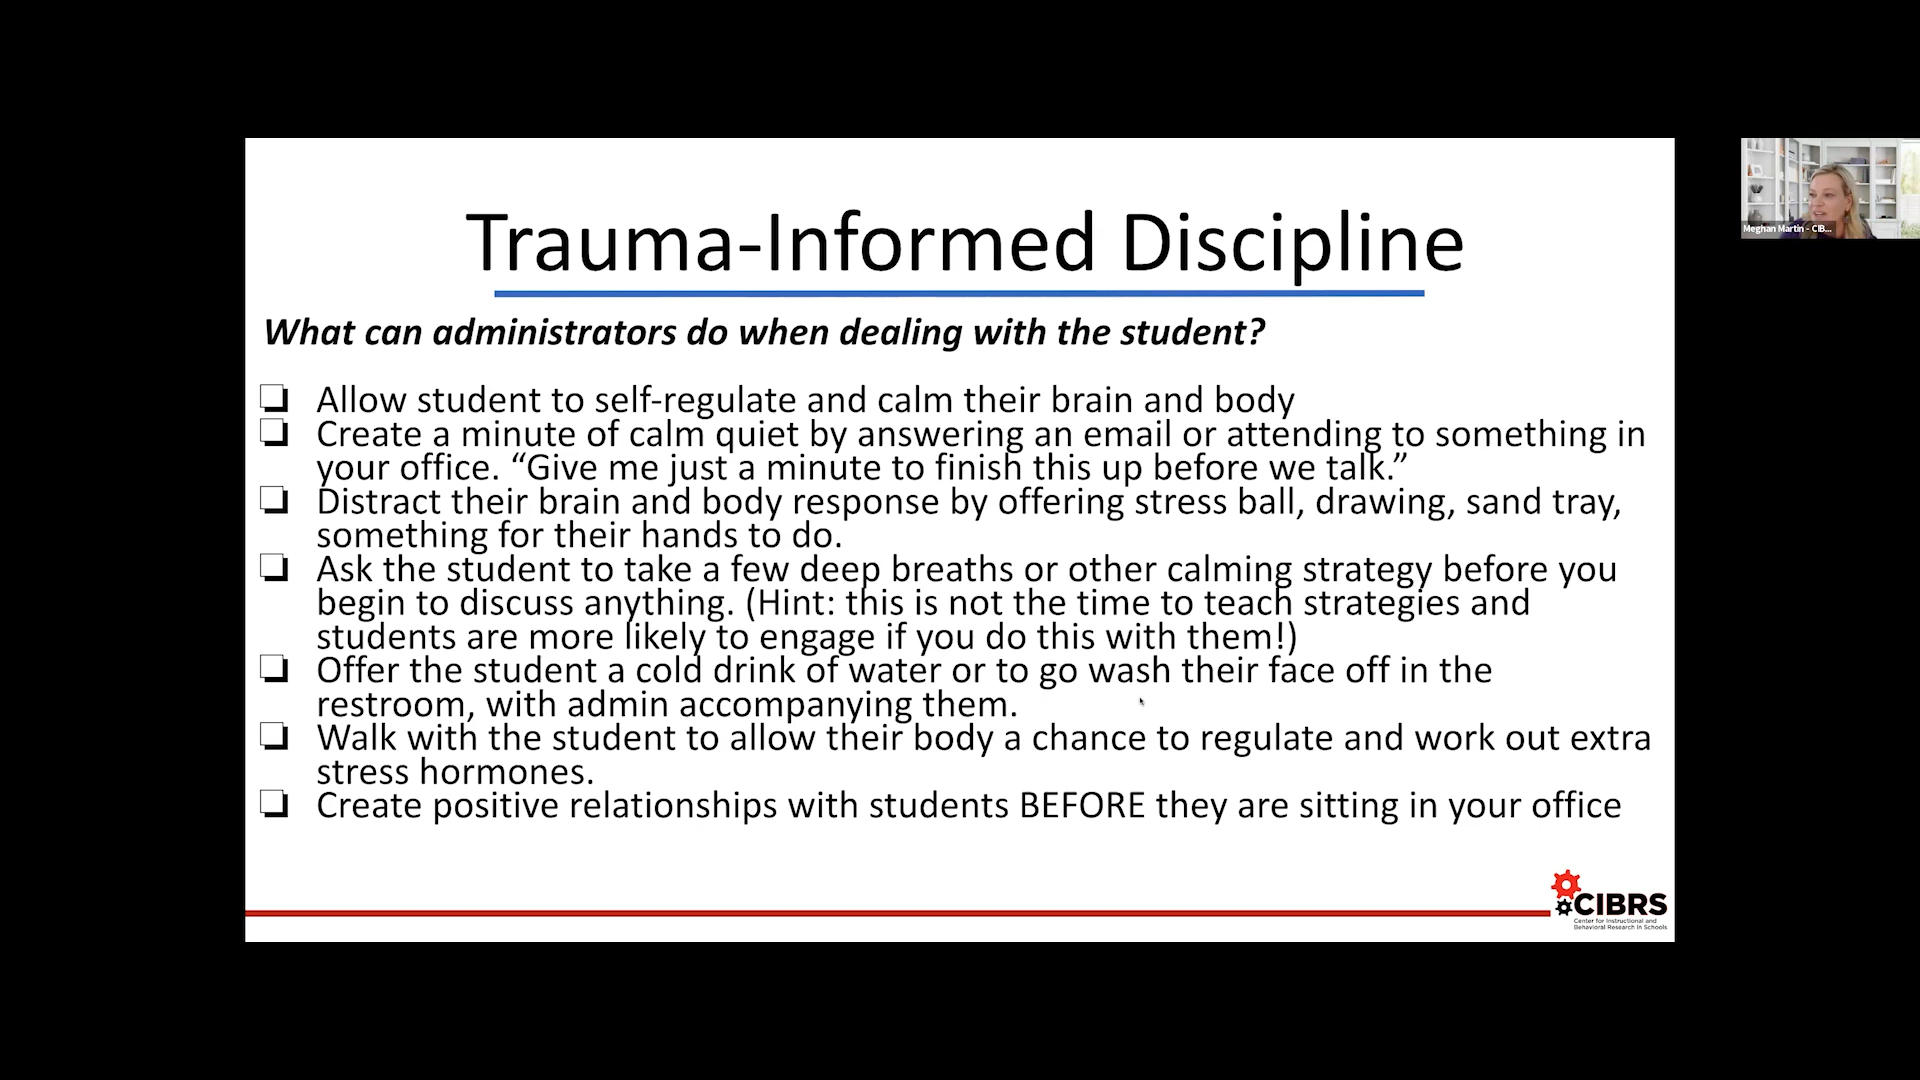 Trauma-Informed Discipline
What can administrators do when dealing with the student?
Allow student to self-regulate and calm their brain and body
Create a minute of calm quiet by answering an email or attending to something in
your office. “Give me just a minute to finish this up before we talk.”
Distract their brain and body response by offering stress ball, drawing, sand tray,
something for their hands to do.
Ask the student to take a few deep breaths or other calming strategy before you
begin to discuss anything. (Hint: this is not the time to teach strategies and
students are more likely to engage if you do this with them!)
Offer the student a cold drink of water or to go wash their face off in the
restroom, with admin accompanying them.
Walk with the student to allow their body a chance to regulate and work out extra
stress hormones.
Create positive relationships with students BEFORE they are sitting in your office
CIBRS
Center for Instructional and
Behavioral Research in Schools
Meghan Martin - CIB...